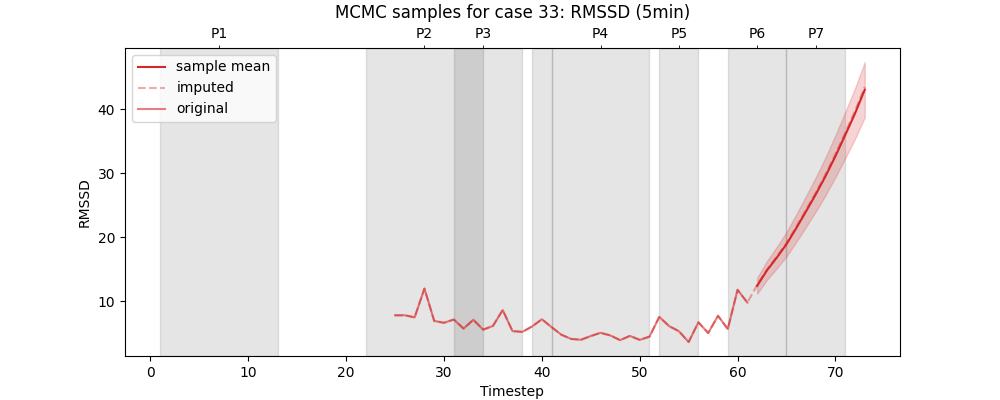 MCMC samples for case 33: RMSSD (5min)
P1 P2 P3 P4 P5 P6 P7
sample mean
imputed
original
RMSSD
40
30
20
10
0 10 20 30 40 50 60 70
Timestep